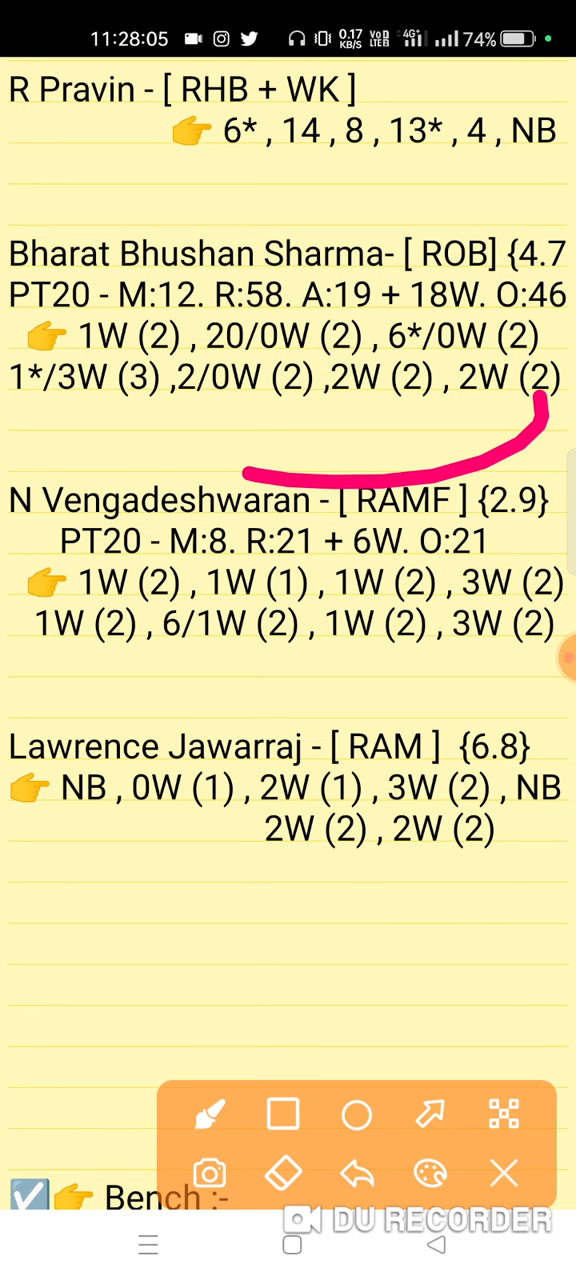 11:28:05 0.17 KB/S VoD LTE 4G+ 74%
R Pravin - [ RHB + WK ]
👉 6* , 14 , 8 , 13* , 4 , NB
Bharat Bhushan Sharma- [ ROB] {4.7
PT20 - M:12. R:58. A:19 + 18W. O:46
👉 1W (2) , 20/0W (2) , 6*/0W (2)
1*/3W (3) ,2/0W (2) ,2W (2) , 2W (2)
N Vengadeshwaran - [ RAMF ] {2.9}
PT20 - M:8. R:21 + 6W. O:21
👉 1W (2) , 1W (1) , 1W (2) , 3W (2)
1W (2) , 6/1W (2) , 1W (2) , 3W (2)
Lawrence Jawarraj - [ RAM ] {6.8}
👉 NB , 0W (1) , 2W (1) , 3W (2) , NB
2W (2) , 2W (2)
☑👉 Bench :-
DU RECORDER